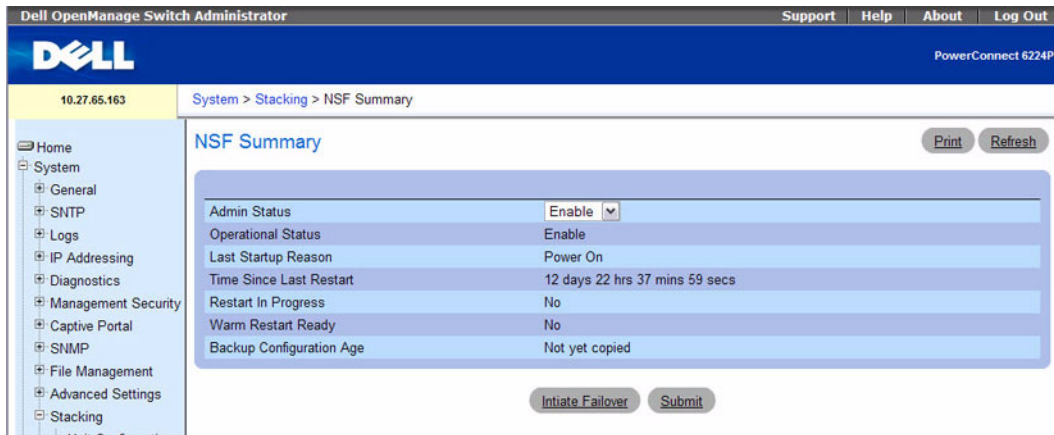 Dell OpenManage Switch Administrator
Support Help About Log Out
DELL
PowerConnect 6224P
10.27.65.163
System > Stacking > NSF Summary
Home
System
General
SNTP
Logs
IP Addressing
Diagnostics
Management Security
Captive Portal
SNMP
File Management
Advanced Settings
Stacking
NSF Summary
Print Refresh
Admin Status Enable
Operational Status Enable
Last Startup Reason Power On
Time Since Last Restart 12 days 22 hrs 37 mins 59 secs
Restart In Progress No
Warm Restart Ready No
Backup Configuration Age Not yet copied
Intiate Failover Submit